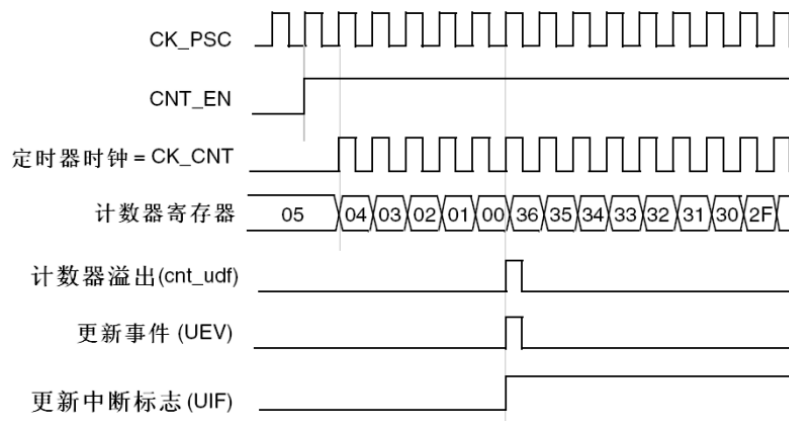 CK_PSC
CNT_EN
定时器时钟 = CK_CNT
计数器寄存器 05 04 03 02 01 00 36 35 34 33 32 31 30 2F
计数器溢出(cnt_udf)
更新事件 (UEV)
更新中断标志 (UIF)